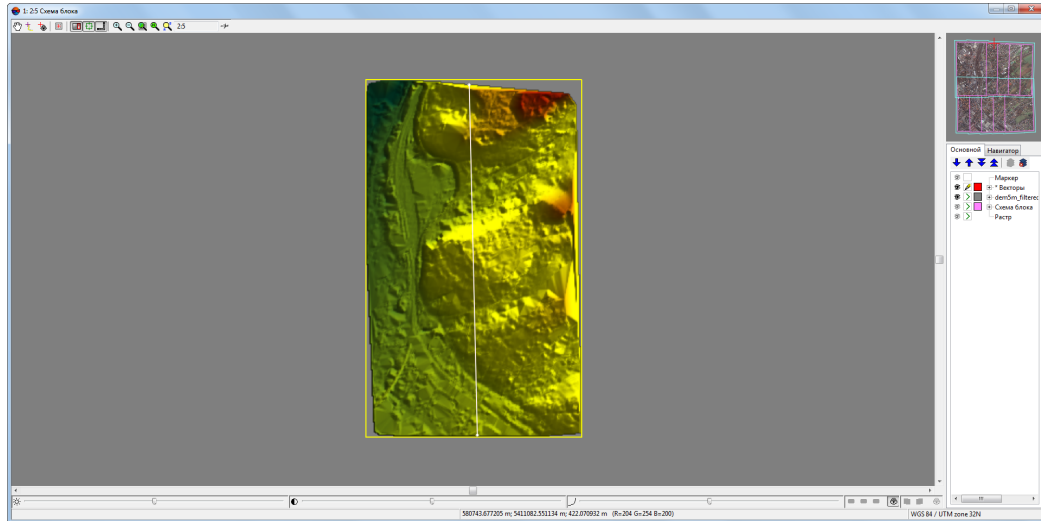 1: 2:5 Схема блока
2:5
Основной Навигатор
Маркер
* Векторы
dem5m_filtered
Схема блока
Растр
580743.677205 m; 5411082.551134 m; 422.070932 m (R=204 G=254 B=200)
WGS 84 / UTM zone 32N